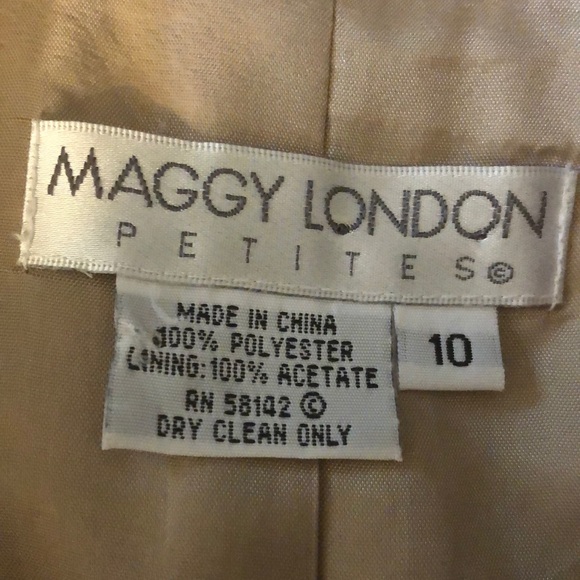 MAGGY LONDON
PETITES©
MADE IN CHINA
100% POLYESTER
LINING: 100% ACETATE
RN 58142 ©
DRY CLEAN ONLY
10